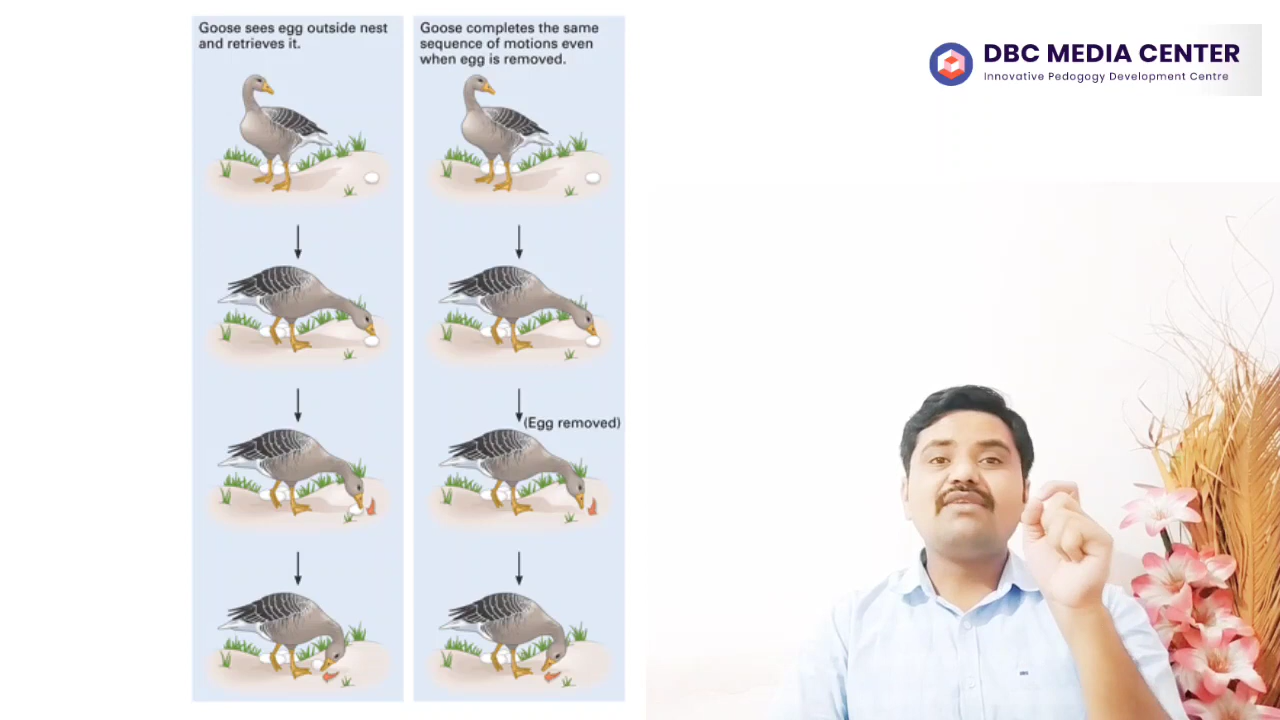 Goose sees egg outside nest
and retrieves it.
Goose completes the same
sequence of motions even
when egg is removed.
(Egg removed)
DBC MEDIA CENTER
Innovative Pedogogy Development Centre